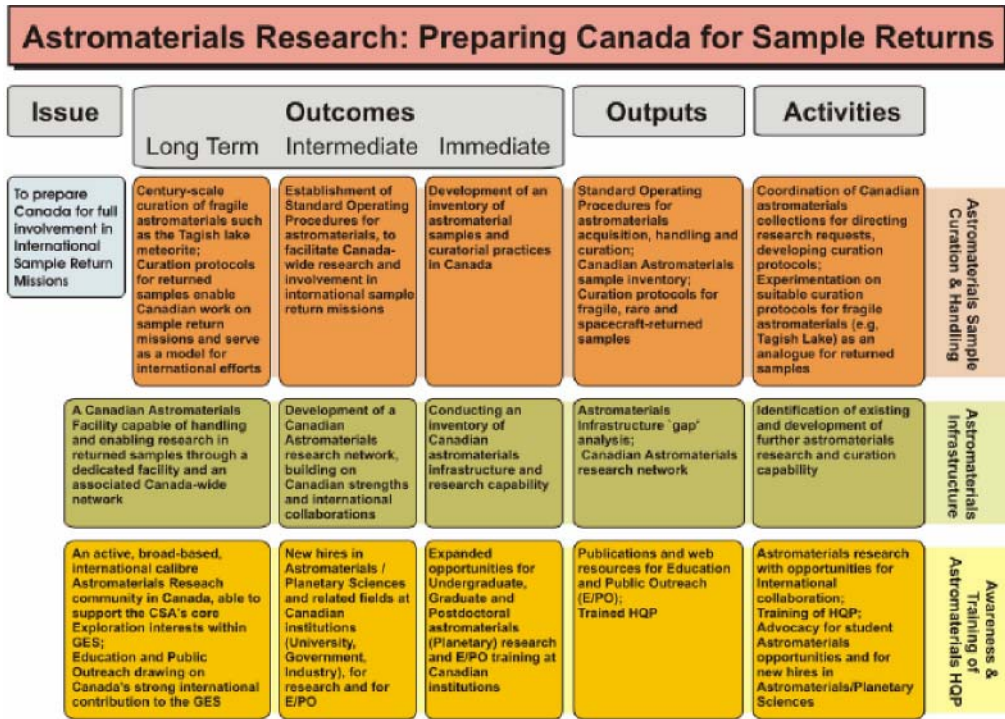 Astromaterials Research: Preparing Canada for Sample Returns
Issue
Outcomes
Long Term
Intermediate
Immediate
Outputs
Activities
To prepare
Canada for full
involvement in
International
Sample Return
Missions
Century-scale
curation of fragile
astromaterials such
as the Tagish lake
meteorite;
Curation protocols
for returned
samples enable
Canadian work on
sample return
missions and serve
as a model for
international efforts
Establishment of
Standard Operating
Procedures for
astromaterials, to
facilitate Canada-
wide research and
involvement in
international sample
return missions
Development of an
inventory of
astromaterial
samples and
curatorial practices
in Canada
Standard Operating
Procedures for
astromaterials
acquisition, handling and
curation;
Canadian Astromaterials
sample inventory;
Curation protocols for
fragile, rare and
spacecraft-returned
samples
Coordination of Canadian
astromaterials
collections for directing
research requests,
developing curation
protocols;
Experimentation on
suitable curation
protocols for fragile
astromaterials (e.g,
Tagish Lake) as an
analogue for returned
samples
Astromaterials Sample
Curation & Handling
A Canadian Astromaterials
Facility capable of handling
and enabling research in
returned samples through a
dedicated facility and an
associated Canada-wide
network
Development of a
Canadian
Astromaterials
research network,
building on
Canadian strengths
and international
collaborations
Conducting an
inventory of
Canadian
astromaterials
infrastructure and
research capability
Astromaterials
Infrastructure `gap'
analysis;
Canadian Astromaterials
research network
Identification of existing
and development of
further astromaterials
research and curation
capability
Astromaterials
Infrastructure
An active, broad-based,
international calibre
Astromaterials Reseach
community in Canada, able to
support the CSA's core
Exploration interests within
GES;
Education and Public
Outreach drawing on
Canada's strong international
contribution to the GES
New hires in
Astromaterials /
Planetary Sciences
and related fields at
Canadian
institutions
(University,
Government,
Industry), for
research and for
E/PO
Expanded
opportunities for
Undergraduate,
Graduate and
Postdoctoral
astromaterials
(Planetary) research
and E/PO training at
Canadian
institutions
Publications and web
resources for Education
and Public Outreach
(E/PO);
Trained HQP
Astromaterials research
with opportunities for
International
collaboration;
Training of HQP;
Advocacy for student
Astromaterials
opportunities and for
new hires in
Astromaterials/Planetary
Sciences
Awareness &
Training of
Astromaterials HQP